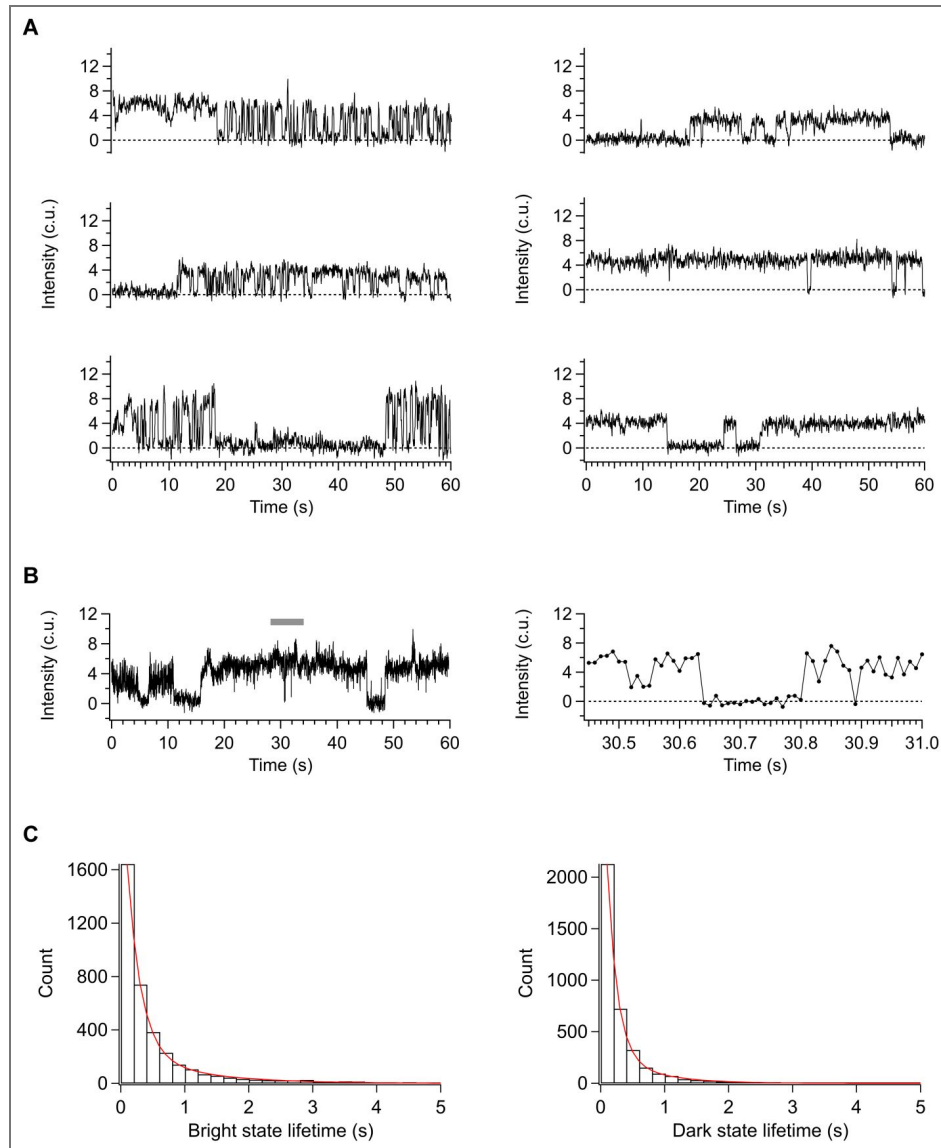 A
12
8
4
0
12
8
4
0
Intensity (c.u.)
12
8
4
0
Intensity (c.u.)
12
8
4
0
12
8
4
0
0 10 20 30 40 50 60
Time (s)
12
8
4
0
0 10 20 30 40 50 60
Time (s)
B
Intensity (c.u.)
12
8
4
0
0 10 20 30 40 50 60
Time (s)
Intensity (c.u.)
12
8
4
0
30.5 30.6 30.7 30.8 30.9 31.0
Time (s)
C
Count
1600
1200
800
400
0
0 1 2 3 4 5
Bright state lifetime (s)
Count
2000
1500
1000
500
0
0 1 2 3 4 5
Dark state lifetime (s)